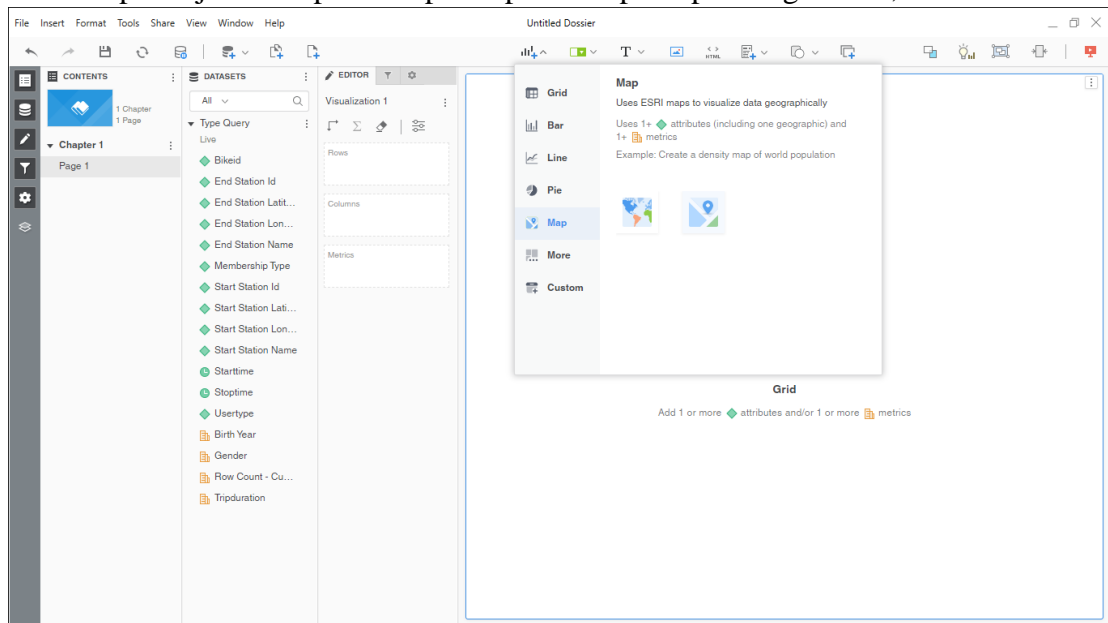 File Insert Format Tools Share View Window Help
Untitled Dossier
HTML
CONTENTS
1 Chapter
1 Page
Chapter 1
Page 1
DATASETS
All
Type Query
Live
Bikeid
End Station Id
End Station Latit...
End Station Lon...
End Station Name
Membership Type
Start Station Id
Start Station Lati...
Start Station Lon...
Start Station Name
Starttime
Stoptime
Usertype
Birth Year
Gender
Row Count - Cu...
Tripduration
EDITOR
Visualization 1
Rows
Columns
Metrics
Grid
Bar
Line
Pie
Map
More
Custom
Map
Uses ESRI maps to visualize data geographically
Uses 1+ attributes (including one geographic) and
1+ metrics
Example: Create a density map of world population
Grid
Add 1 or more attributes and/or 1 or more metrics